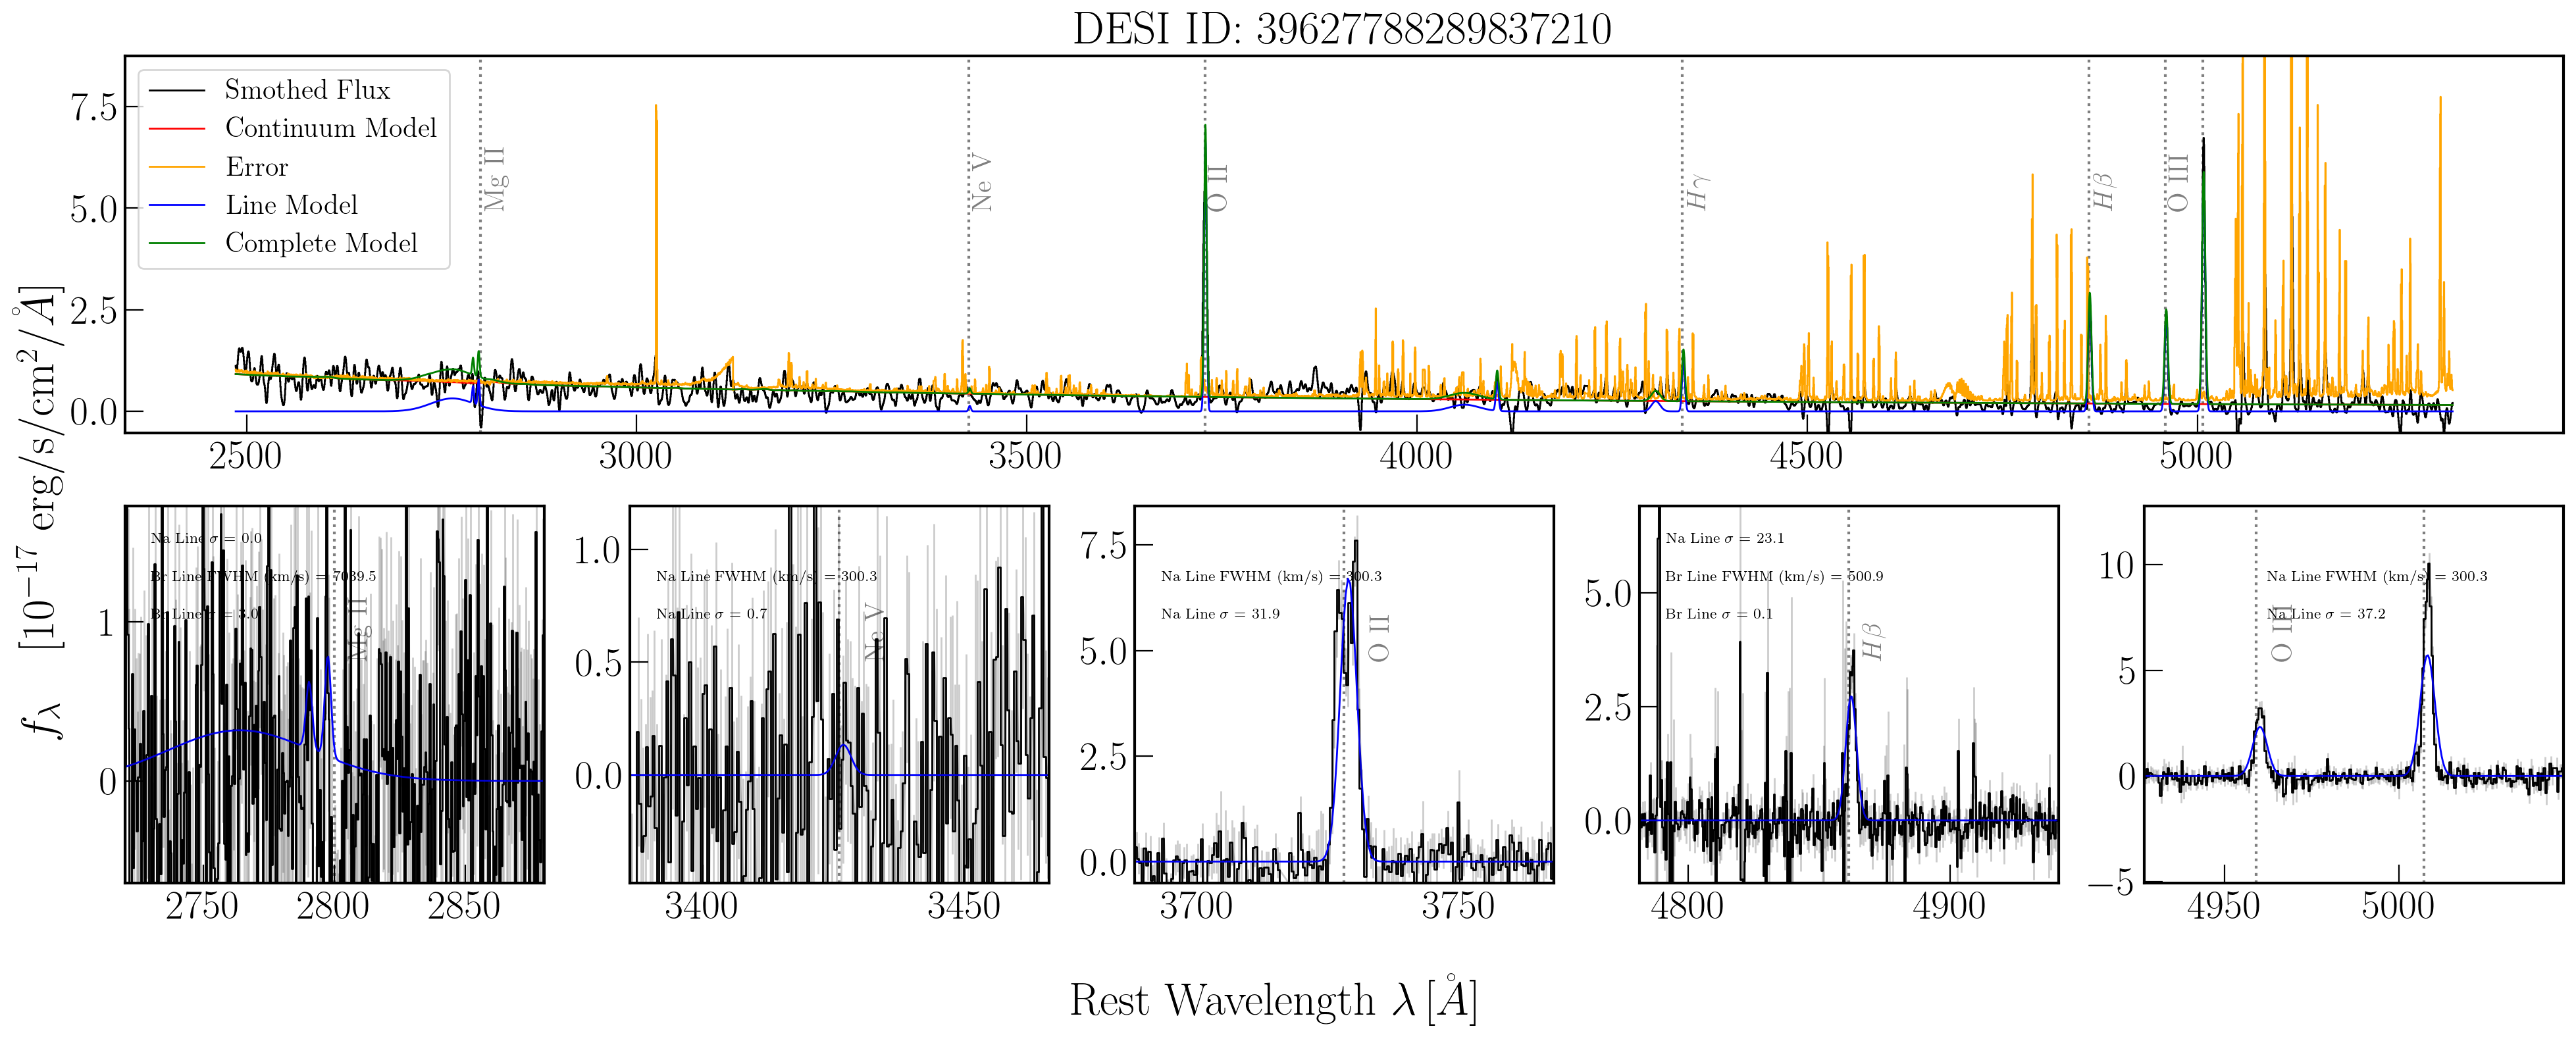 DESI ID: 39627788289837210
Smothed Flux
Continuum Model
Error
Line Model
Complete Model
Mg II
Ne V
O II
Hγ
Hβ
O III
7.5
5.0
2.5
0.0
2500 3000 3500 4000 4500 5000
f_λ [10^{-17} erg/s/cm^2/Å]
Na Line σ = 0.0
Br Line FWHM (km/s) = 7039.5
Br Line σ = 3.0
Mg II
1
0
2750 2800 2850
Na Line FWHM (km/s) = 300.3
Na Line σ = 0.7
Ne V
1.0
0.5
0.0
3400 3450
Na Line FWHM (km/s) = 300.3
Na Line σ = 31.9
O II
7.5
5.0
2.5
0.0
3700 3750
Na Line σ = 23.1
Br Line FWHM (km/s) = 500.9
Br Line σ = 0.1
Hβ
5.0
2.5
0.0
4800 4900
Na Line FWHM (km/s) = 300.3
Na Line σ = 37.2
O III
10
5
0
−5
4950 5000
Rest Wavelength λ [Å]